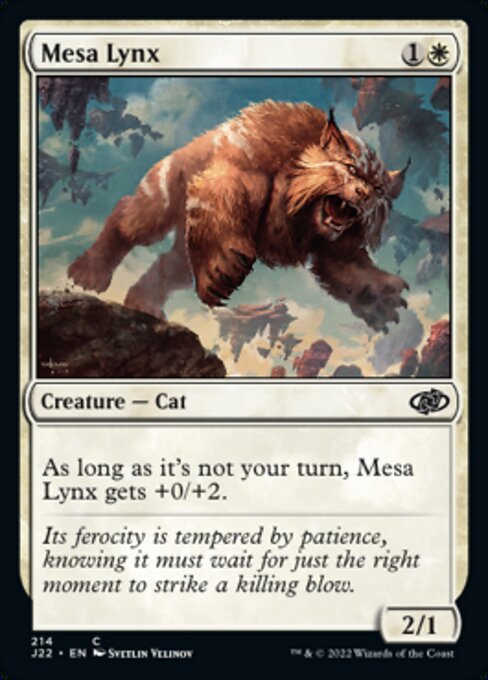 Mesa Lynx 1
Creature — Cat
As long as it's not your turn, Mesa
Lynx gets +0/+2.
Its ferocity is tempered by patience,
knowing it must wait for just the right
moment to strike a killing blow.
2/1
214 C
J22 • EN Svetlin Velinov
™ & © 2022 Wizards of the Coast